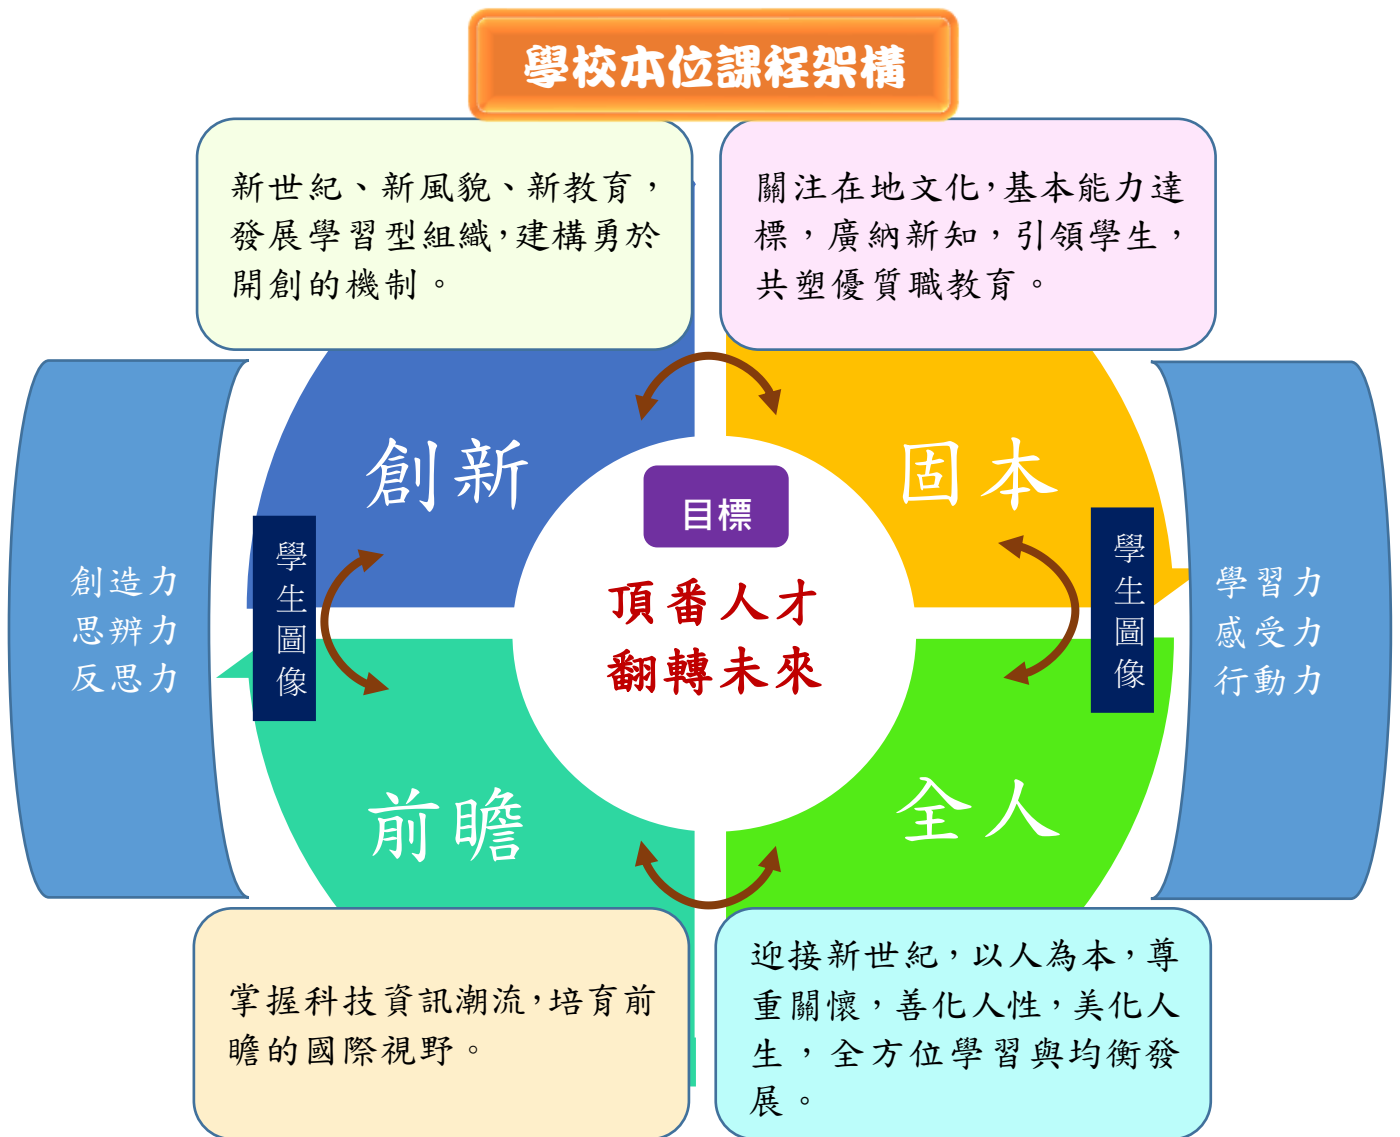 學校本位課程架構
新世紀、新風貌、新教育，
發展學習型組織，建構勇於
開創的機制。
關注在地文化，基本能力達
標，廣納新知，引領學生，
共塑優質職教育。
創新
固本
目標
頂番人才
翻轉未來
學生圖像
學生圖像
創造力
思辨力
反思力
學習力
感受力
行動力
前瞻
全人
掌握科技資訊潮流，培育前
瞻的國際視野。
迎接新世紀，以人為本，尊
重關懷，善化人性，美化人
生，全方位學習與均衡發
展。